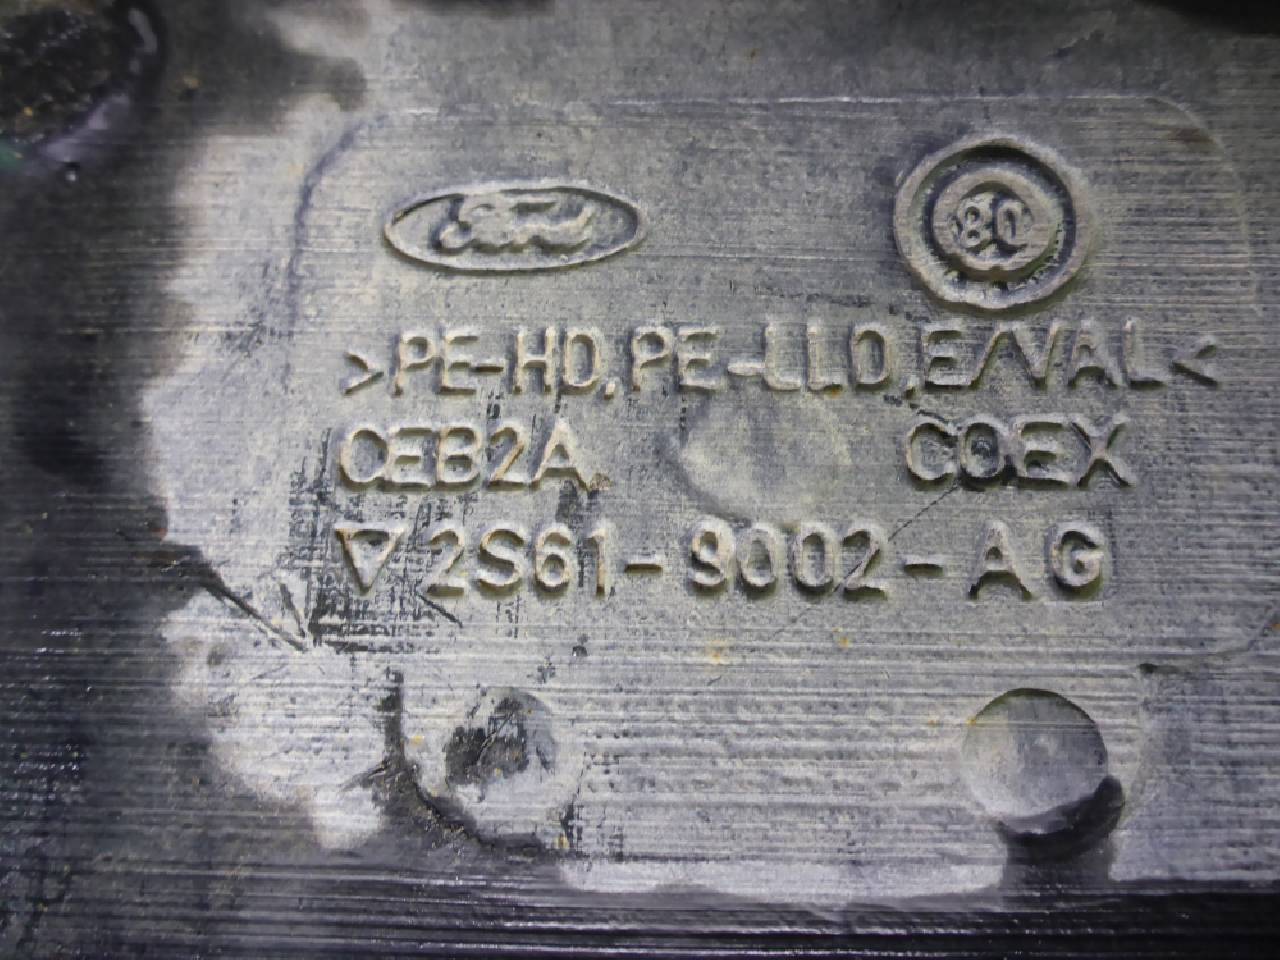 Ford
80
>PE-HD,PE-LLD,E/VAL<
CEB2A COEX
2S61-9002-AG